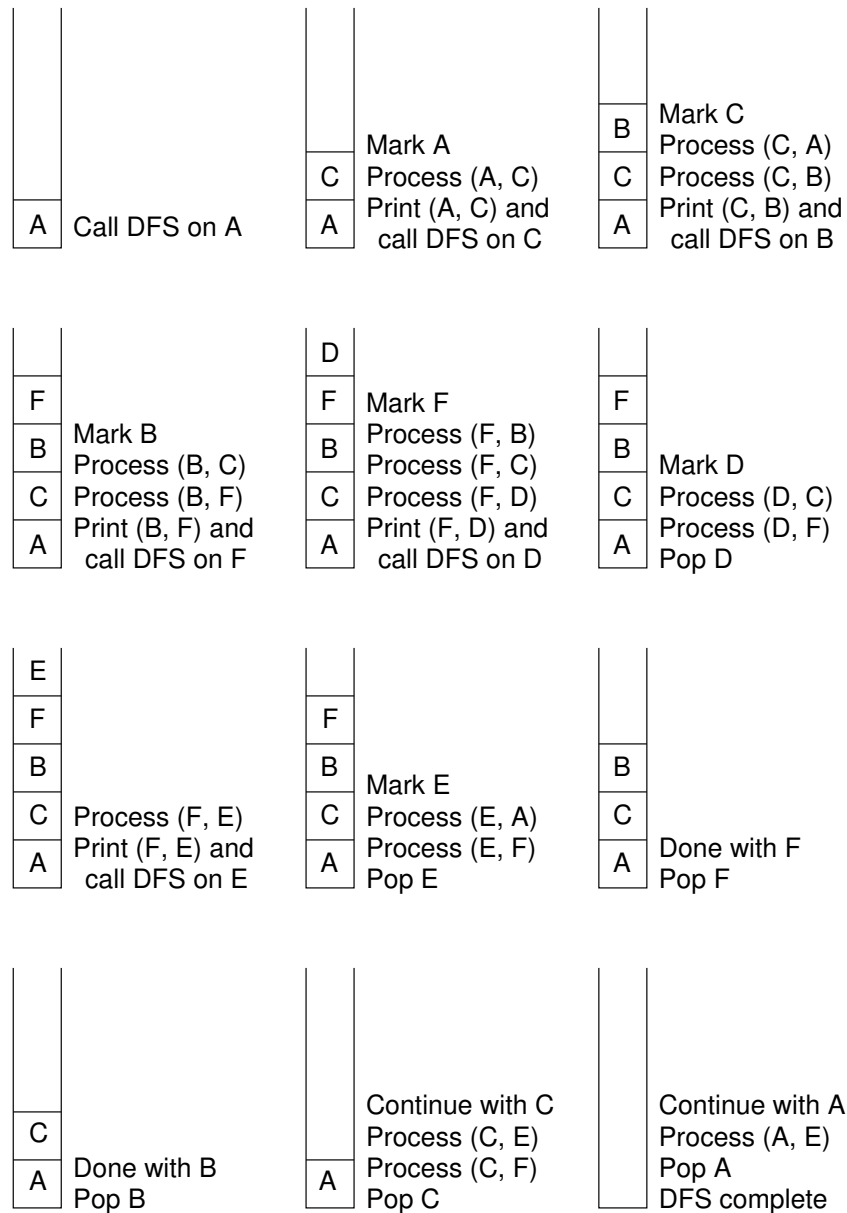 A
Call DFS on A
C
A
Mark A
Process (A, C)
Print (A, C) and
call DFS on C
B
C
A
Mark C
Process (C, A)
Process (C, B)
Print (C, B) and
call DFS on B
F
B
C
A
Mark B
Process (B, C)
Process (B, F)
Print (B, F) and
call DFS on F
D
F
B
C
A
Mark F
Process (F, B)
Process (F, C)
Process (F, D)
Print (F, D) and
call DFS on D
F
B
C
A
Mark D
Process (D, C)
Process (D, F)
Pop D
E
F
B
C
A
Process (F, E)
Print (F, E) and
call DFS on E
F
B
C
A
Mark E
Process (E, A)
Process (E, F)
Pop E
B
C
A
Done with F
Pop F
C
A
Done with B
Pop B
A
Continue with C
Process (C, E)
Process (C, F)
Pop C
Continue with A
Process (A, E)
Pop A
DFS complete